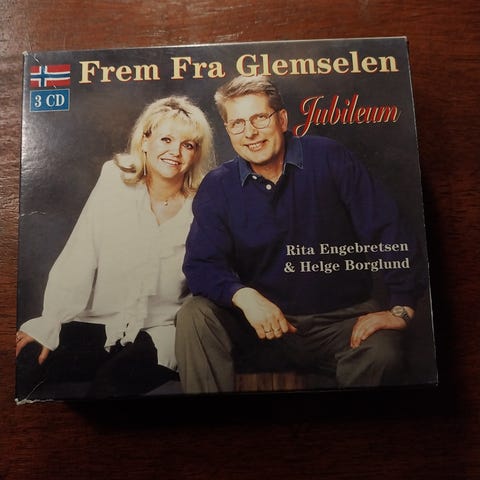 Frem Fra Glemselen
3 CD
Jubileum
Rita Engebretsen
& Helge Borglund